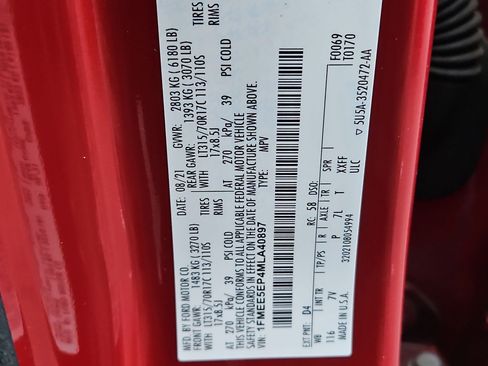 MFD. BY FORD MOTOR CO.
DATE: 08/21 GVWR: 2803 KG ( 6180 LB)
FRONT GAWR: 1483 KG (3270 LB) REAR GAWR: 1393 KG ( 3070 LB)
LT315/70R17C 113/110S TIRES WITH LT315/70R17C 113/110S TIRES
17x8.5J RIMS 17x8.5J RIMS
AT 270 kPa/ 39 PSI COLD AT 270 kPa/ 39 PSI COLD
THIS VEHICLE CONFORMS TO ALL APPLICABLE FEDERAL MOTOR VEHICLE
SAFETY AND THEFT PREVENTION STANDARDS IN
EFFECT ON THE DATE OF MANUFACTURE SHOWN ABOVE.
VIN: 1FMEE5EP4MLA40897
TYPE: MPV
F0069
T0170
EXT PNT: D4 RC: 58 DSO:
WB INT TR TP/PS R AXLE TR SPR
116 7V P 7L T XXFF
MADE IN U.S.A. 3202108054994 ULC
▽ 5U5A-3520472-AA